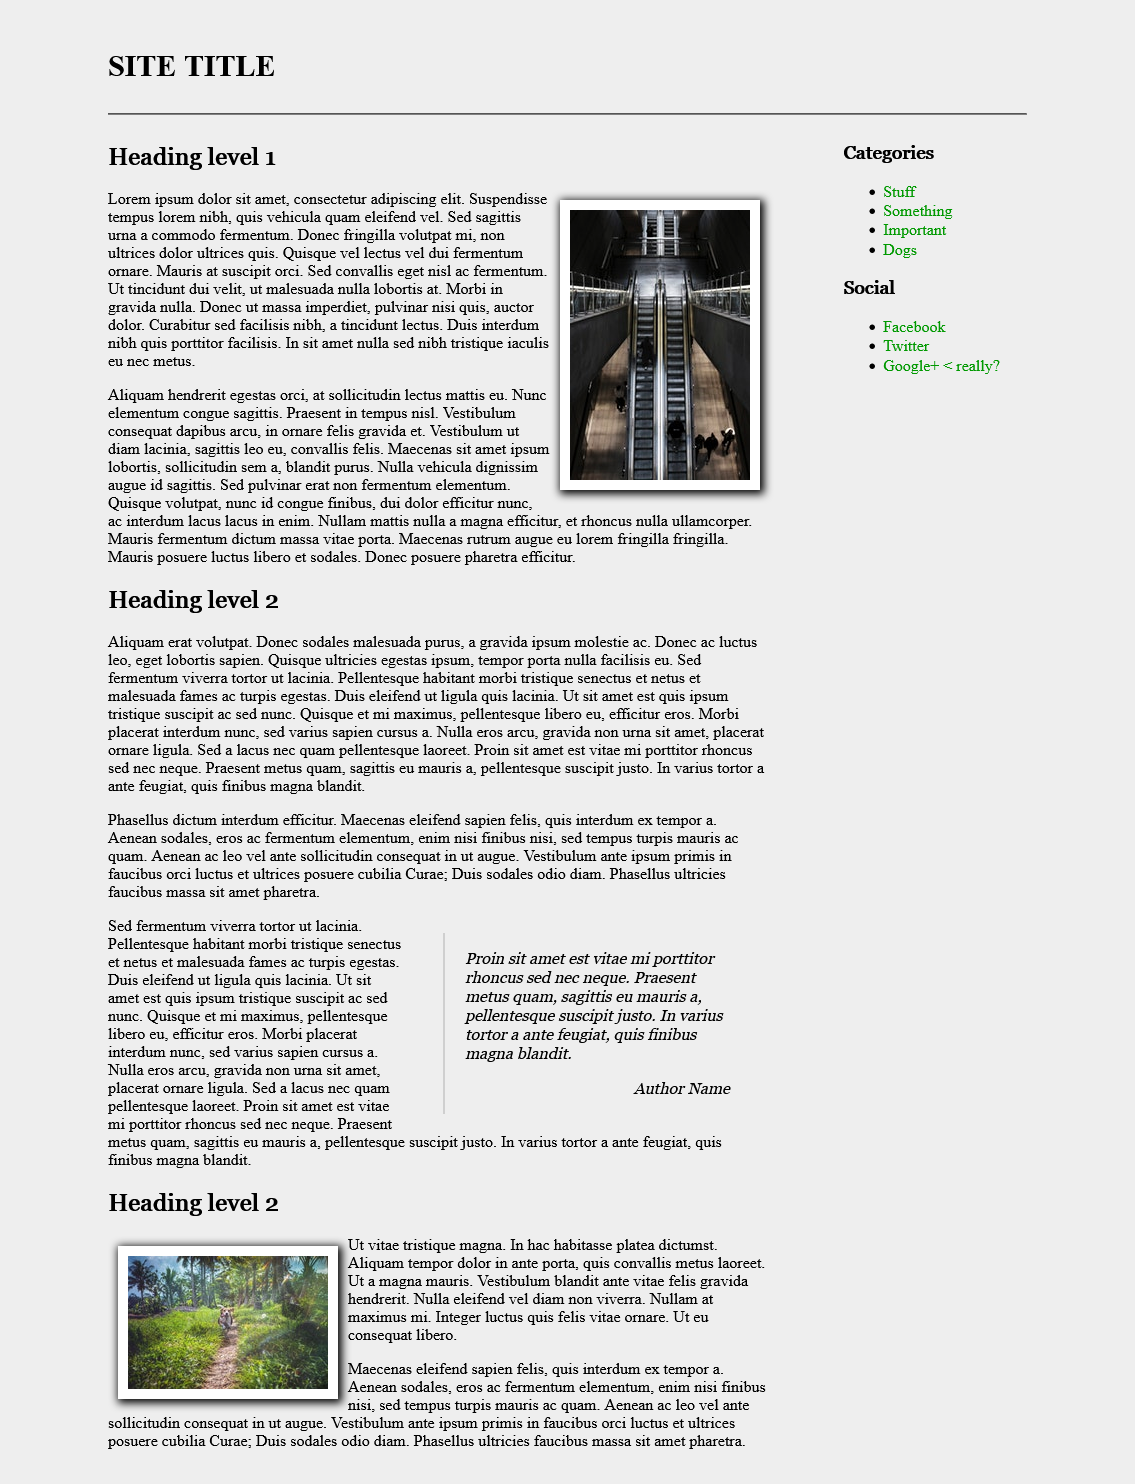 SITE TITLE
Heading level 1
Lorem ipsum dolor sit amet, consectetur adipiscing elit. Suspendisse
tempus lorem nibh, quis vehicula quam eleifend vel. Sed sagittis
urna a commodo fermentum. Donec fringilla volutpat mi, non
ultrices dolor ultrices quis. Quisque vel lectus vel dui fermentum
ornare. Mauris at suscipit orci. Sed convallis eget nisl ac fermentum.
Ut tincidunt dui velit, ut malesuada nulla lobortis at. Morbi in
gravida nulla. Donec ut massa imperdiet, pulvinar nisi quis, auctor
dolor. Curabitur sed facilisis nibh, a tincidunt lectus. Duis interdum
nibh quis porttitor facilisis. In sit amet nulla sed nibh tristique iaculis
eu nec metus.
Aliquam hendrerit egestas orci, at sollicitudin lectus mattis eu. Nunc
elementum congue sagittis. Praesent in tempus nisl. Vestibulum
consequat dapibus arcu, in ornare felis gravida et. Vestibulum ut
diam lacinia, sagittis leo eu, convallis felis. Maecenas sit amet ipsum
lobortis, sollicitudin sem a, blandit purus. Nulla vehicula dignissim
augue id sagittis. Sed pulvinar erat non fermentum elementum.
Quisque volutpat, nunc id congue finibus, dui dolor efficitur nunc,
ac interdum lacus lacus in enim. Nullam mattis nulla a magna efficitur, et rhoncus nulla ullamcorper.
Mauris fermentum dictum massa vitae porta. Maecenas rutrum augue eu lorem fringilla fringilla.
Mauris posuere luctus libero et sodales. Donec posuere pharetra efficitur.
Heading level 2
Aliquam erat volutpat. Donec sodales malesuada purus, a gravida ipsum molestie ac. Donec ac luctus
leo, eget lobortis sapien. Quisque ultricies egestas ipsum, tempor porta nulla facilisis eu. Sed
fermentum viverra tortor ut lacinia. Pellentesque habitant morbi tristique senectus et netus et
malesuada fames ac turpis egestas. Duis eleifend ut ligula quis lacinia. Ut sit amet est quis ipsum
tristique suscipit ac sed nunc. Quisque et mi maximus, pellentesque libero eu, efficitur eros. Morbi
placerat interdum nunc, sed varius sapien cursus a. Nulla eros arcu, gravida non urna sit amet, placerat
ornare ligula. Sed a lacus nec quam pellentesque laoreet. Proin sit amet est vitae mi porttitor rhoncus
sed nec neque. Praesent metus quam, sagittis eu mauris a, pellentesque suscipit justo. In varius tortor a
ante feugiat, quis finibus magna blandit.
Phasellus dictum interdum efficitur. Maecenas eleifend sapien felis, quis interdum ex tempor a.
Aenean sodales, eros ac fermentum elementum, enim nisi finibus nisi, sed tempus turpis mauris ac
quam. Aenean ac leo vel ante sollicitudin consequat in ut augue. Vestibulum ante ipsum primis in
faucibus orci luctus et ultrices posuere cubilia Curae; Duis sodales odio diam. Phasellus ultricies
faucibus massa sit amet pharetra.
Sed fermentum viverra tortor ut lacinia.
Pellentesque habitant morbi tristique senectus
et netus et malesuada fames ac turpis egestas.
Duis eleifend ut ligula quis lacinia. Ut sit
amet est quis ipsum tristique suscipit ac sed
nunc. Quisque et mi maximus, pellentesque
libero eu, efficitur eros. Morbi placerat
interdum nunc, sed varius sapien cursus a.
Nulla eros arcu, gravida non urna sit amet,
placerat ornare ligula. Sed a lacus nec quam
pellentesque laoreet. Proin sit amet est vitae
mi porttitor rhoncus sed nec neque. Praesent
metus quam, sagittis eu mauris a, pellentesque suscipit justo. In varius tortor a ante feugiat, quis
finibus magna blandit.
Proin sit amet est vitae mi porttitor
rhoncus sed nec neque. Praesent
metus quam, sagittis eu mauris a,
pellentesque suscipit justo. In varius
tortor a ante feugiat, quis finibus
magna blandit.
Author Name
Heading level 2
Ut vitae tristique magna. In hac habitasse platea dictumst.
Aliquam tempor dolor in ante porta, quis convallis metus laoreet.
Ut a magna mauris. Vestibulum blandit ante vitae felis gravida
hendrerit. Nulla eleifend vel diam non viverra. Nullam at
maximus mi. Integer luctus quis felis vitae ornare. Ut eu
consequat libero.
Maecenas eleifend sapien felis, quis interdum ex tempor a.
Aenean sodales, eros ac fermentum elementum, enim nisi finibus
nisi, sed tempus turpis mauris ac quam. Aenean ac leo vel ante
sollicitudin consequat in ut augue. Vestibulum ante ipsum primis in faucibus orci luctus et ultrices
posuere cubilia Curae; Duis sodales odio diam. Phasellus ultricies faucibus massa sit amet pharetra.
Categories
Stuff
Something
Important
Dogs
Social
Facebook
Twitter
Google+ < really?